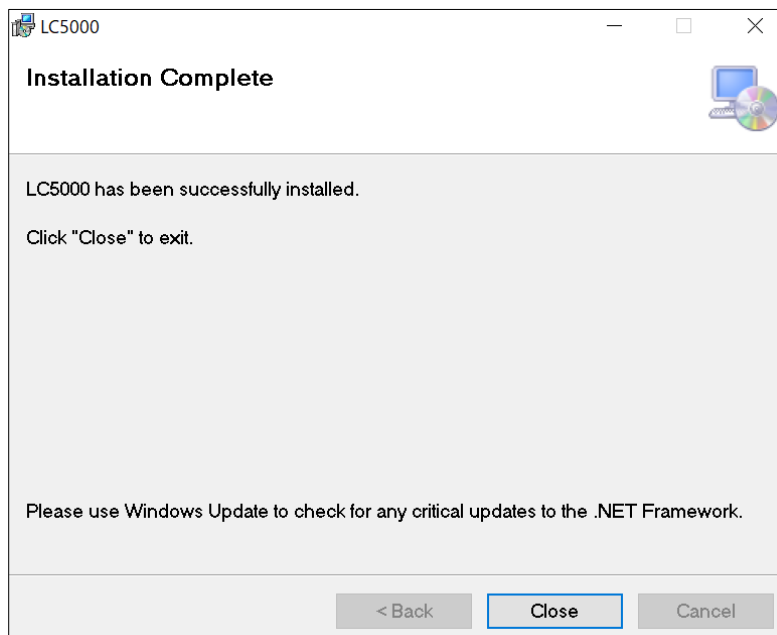 LC5000
Installation Complete
LC5000 has been successfully installed.
Click "Close" to exit.
Please use Windows Update to check for any critical updates to the .NET Framework.
< Back
Close
Cancel